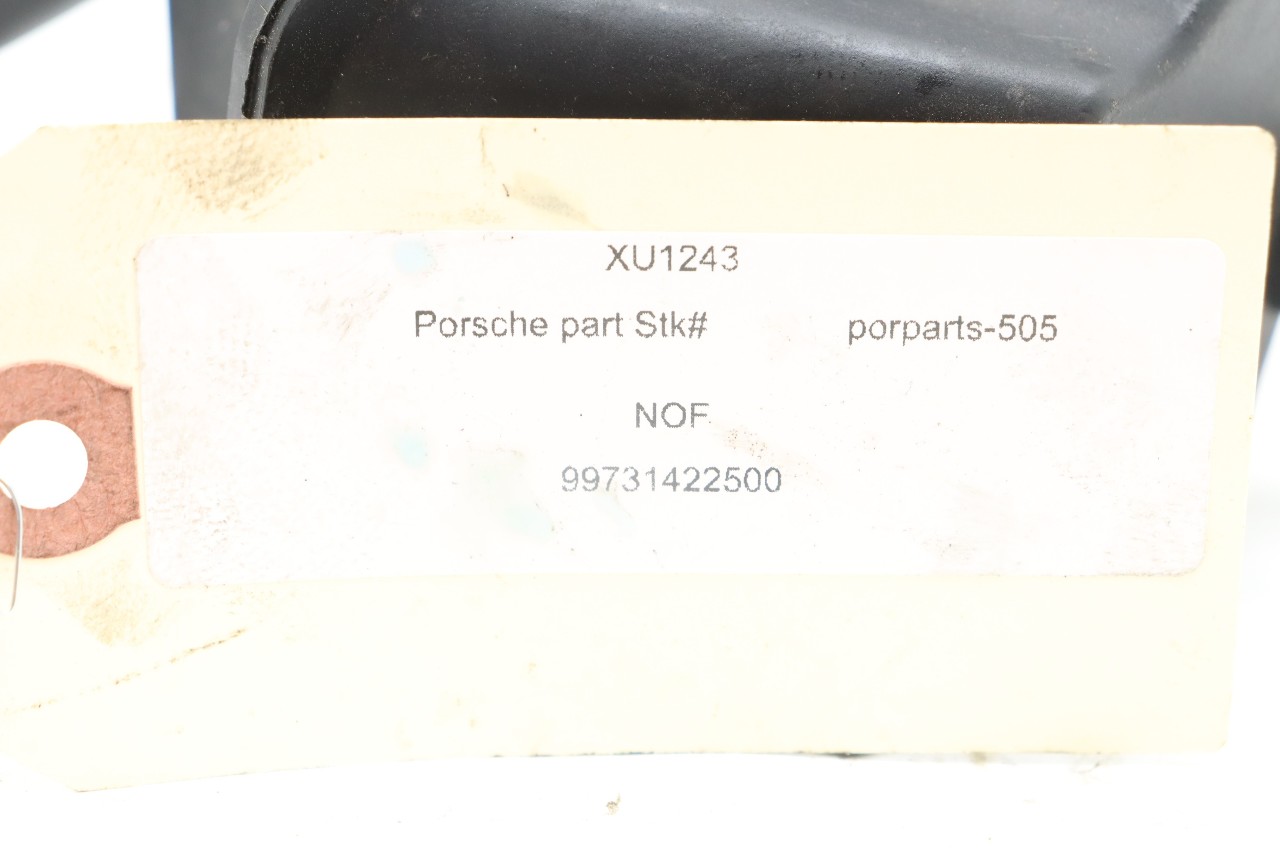 XU1243
Porsche part Stk# porparts-505
NOF
99731422500